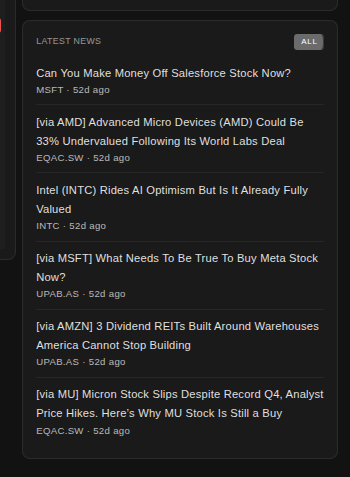 LATEST NEWS
ALL
Can You Make Money Off Salesforce Stock Now?
MSFT · 52d ago
[via AMD] Advanced Micro Devices (AMD) Could Be
33% Undervalued Following Its World Labs Deal
EQAC.SW · 52d ago
Intel (INTC) Rides AI Optimism But Is It Already Fully
Valued
INTC · 52d ago
[via MSFT] What Needs To Be True To Buy Meta Stock
Now?
UPAB.AS · 52d ago
[via AMZN] 3 Dividend REITs Built Around Warehouses
America Cannot Stop Building
UPAB.AS · 52d ago
[via MU] Micron Stock Slips Despite Record Q4, Analyst
Price Hikes. Here's Why MU Stock Is Still a Buy
EQAC.SW · 52d ago